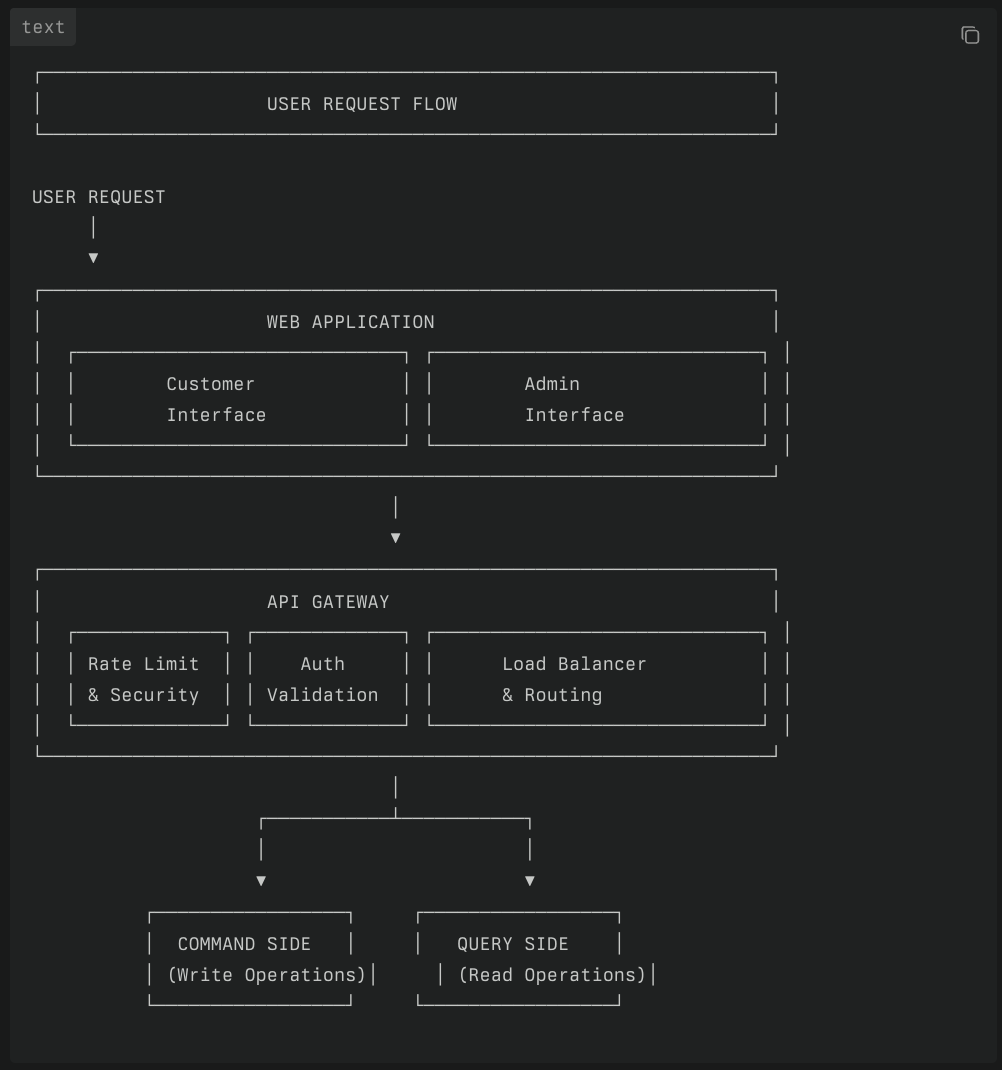 text
USER REQUEST FLOW
USER REQUEST
WEB APPLICATION
Customer Admin
Interface Interface
API GATEWAY
Rate Limit Auth Load Balancer
& Security Validation & Routing
COMMAND SIDE QUERY SIDE
(Write Operations) (Read Operations)